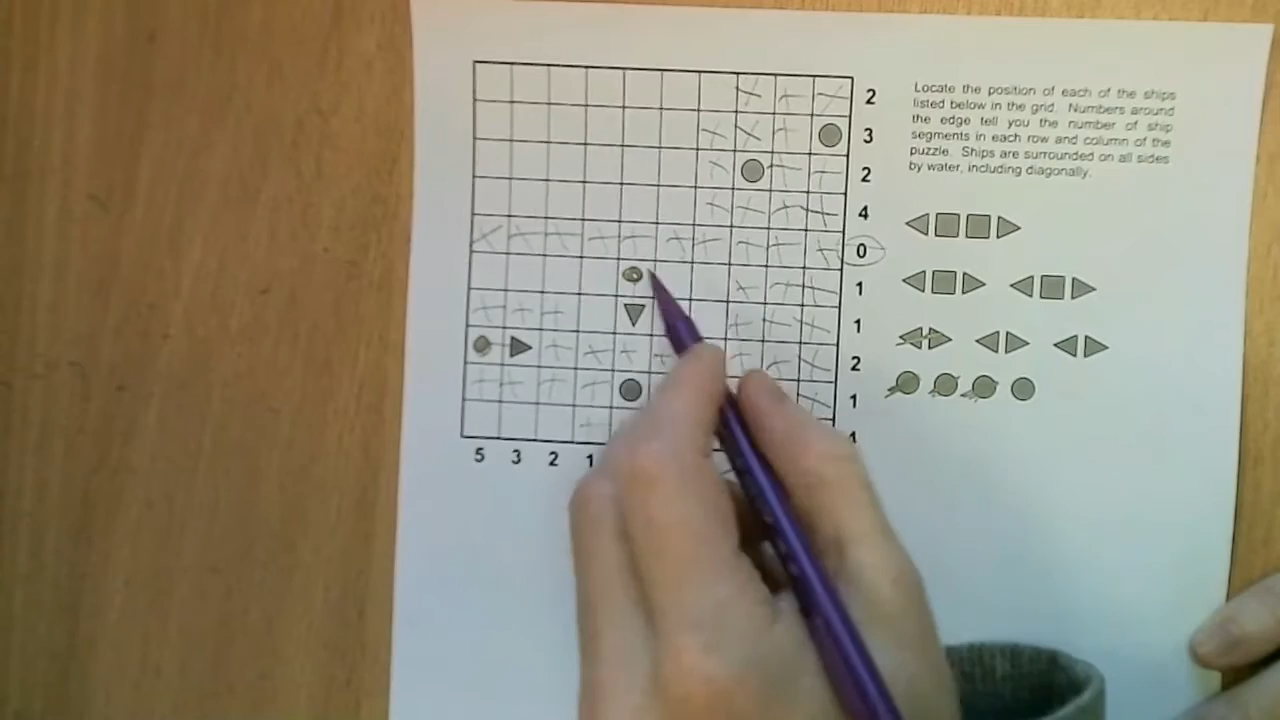 2
3
2
4
0
1
1
2
1
1
5 3 2 1
Locate the position of each of the ships
listed below in the grid. Numbers around
the edge tell you the number of ship
segments in each row and column of the
puzzle. Ships are surrounded on all sides
by water, including diagonally.